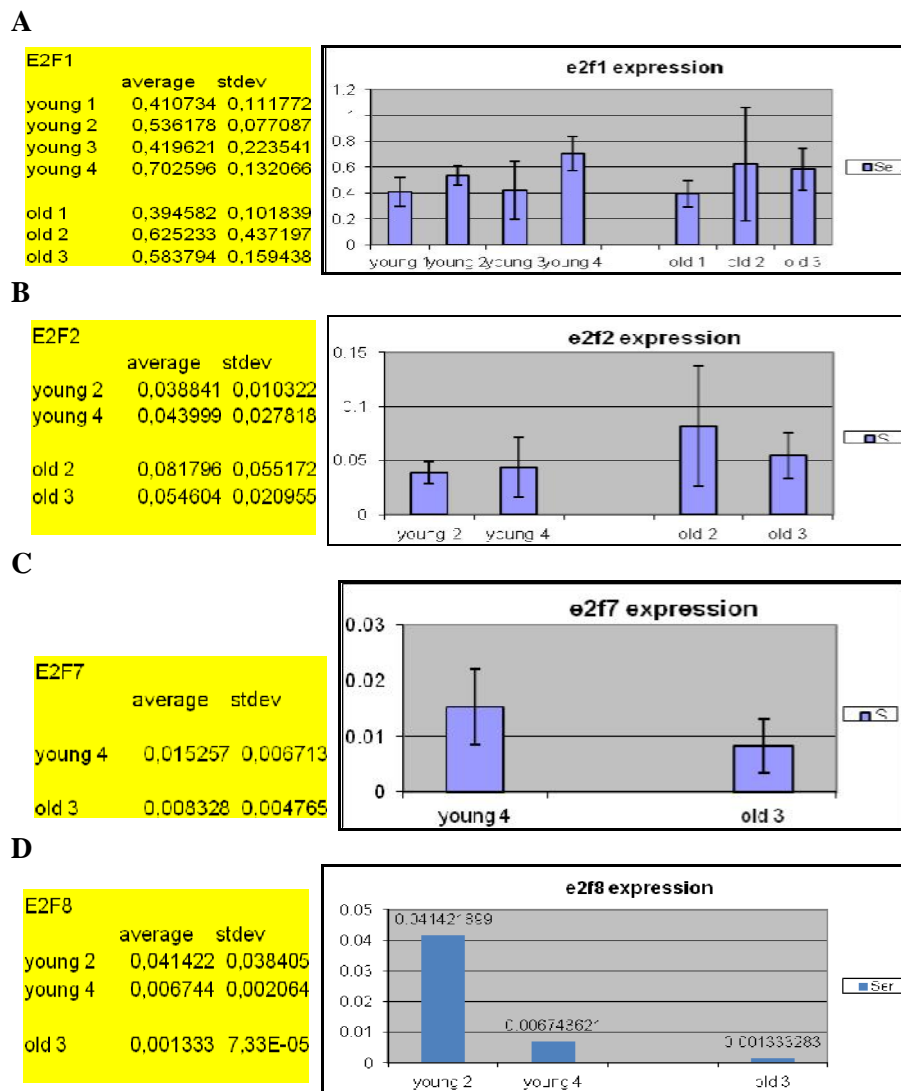 A
E2F1
average stdev
young 1 0,410734 0,111772
young 2 0,536178 0,077087
young 3 0,419621 0,223541
young 4 0,702596 0,132066
old 1 0,394582 0,101839
old 2 0,625233 0,437197
old 3 0,583794 0,159438
e2f1 expression
1.2
1
0.8
0.6
0.4
0.2
0
young 1 young 2 young 3 young 4 old 1 old 2 old 3
Se
B
E2F2
average stdev
young 2 0,038841 0,010322
young 4 0,043999 0,027818
old 2 0,081796 0,055172
old 3 0,054604 0,020955
e2f2 expression
0.15
0.1
0.05
0
young 2 young 4 old 2 old 3
S
C
E2F7
average stdev
young 4 0,015257 0,006713
old 3 0,008328 0,004765
e2f7 expression
0.03
0.02
0.01
0
young 4 old 3
S
D
E2F8
average stdev
young 2 0,041422 0,038405
young 4 0,006744 0,002064
old 3 0,001333 7,33E-05
e2f8 expression
0.05
0.04
0.03
0.02
0.01
0
0.041421899
0.001333283
young 2 young 4 old 3
Ser